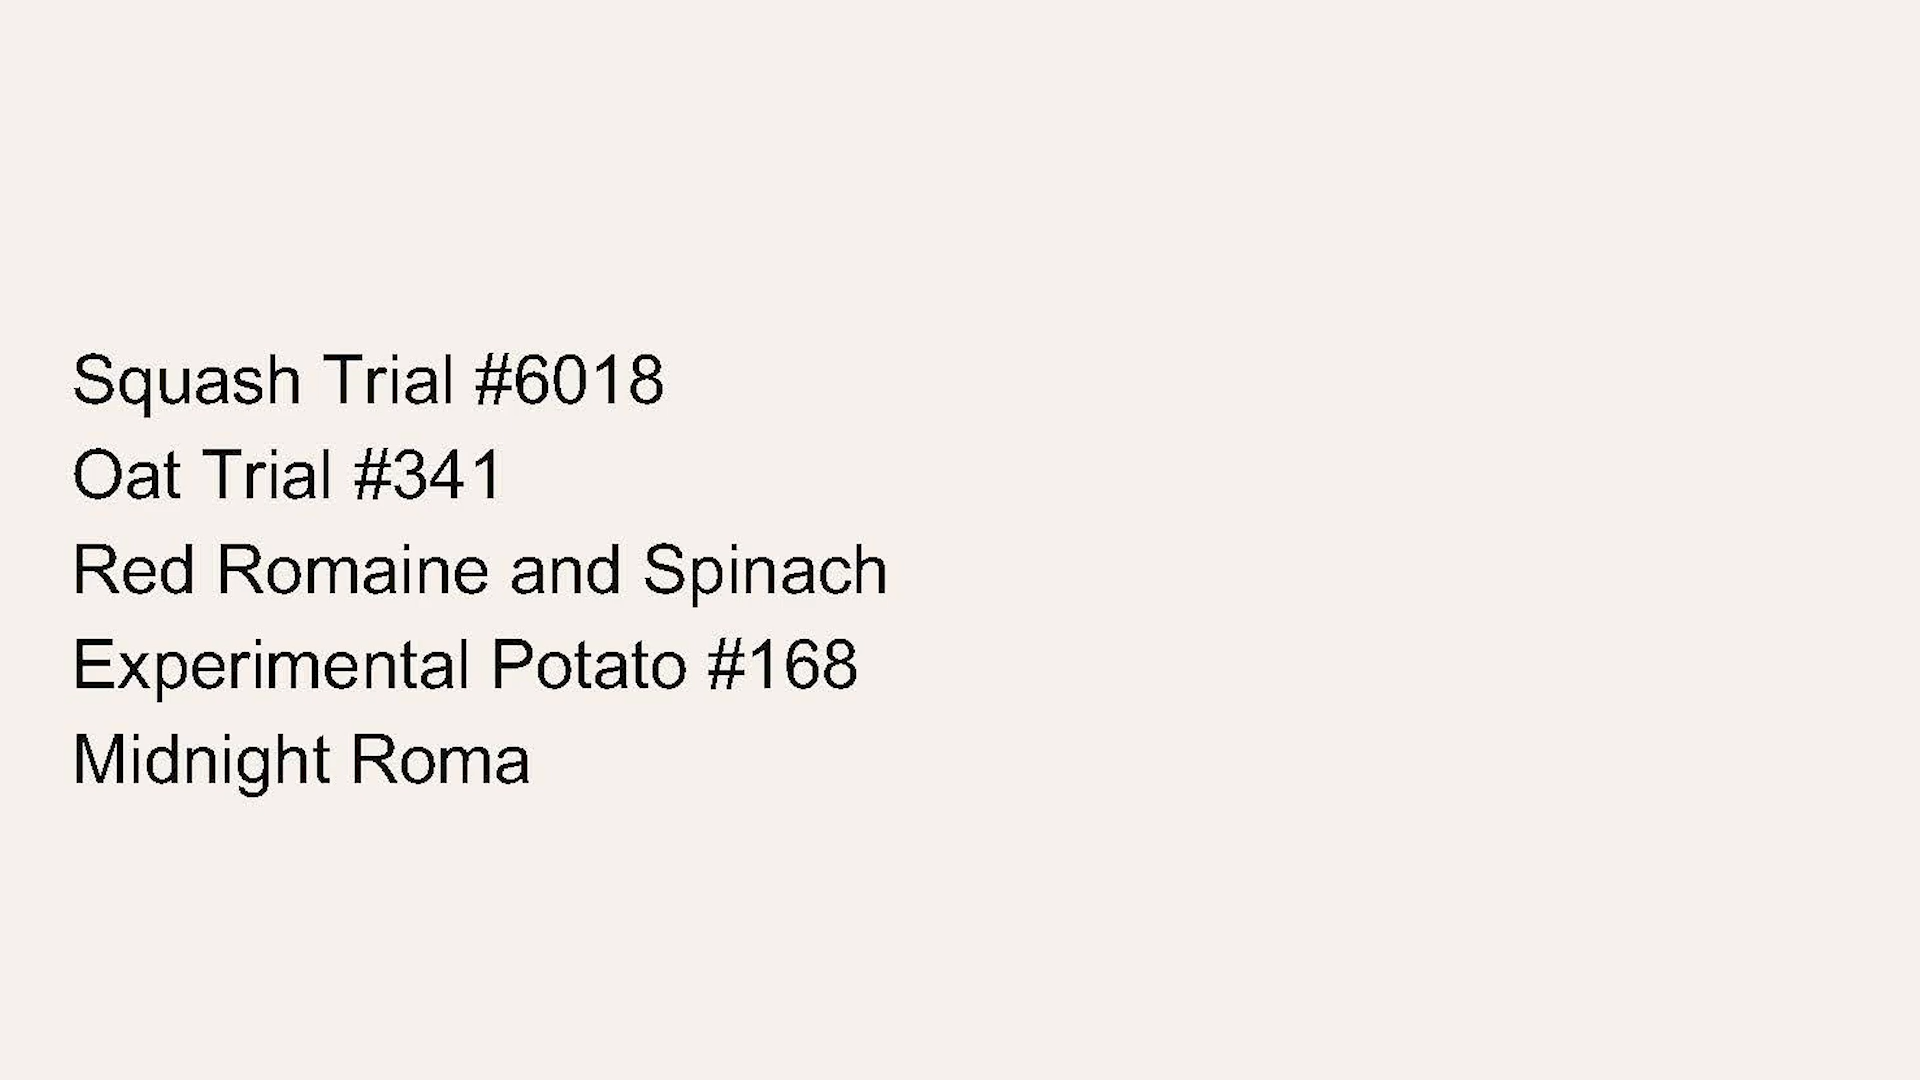 Squash Trial #6018
Oat Trial #341
Red Romaine and Spinach
Experimental Potato #168
Midnight Roma